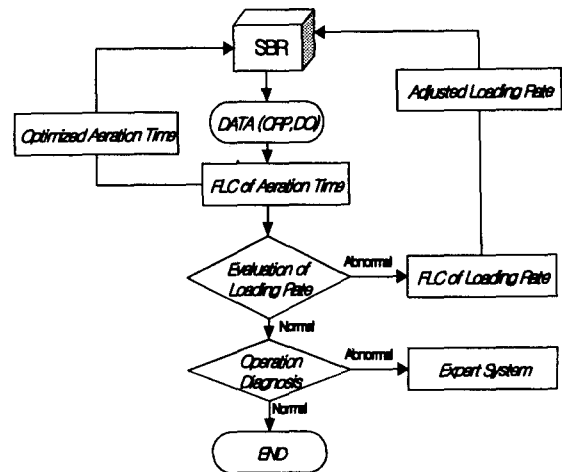 SBR
Adjusted Loading Rate
Optimized Aeration Time
DATA (ORP,DO)
FLC of Aeration Time
Evaluation of
Loading Rate
Abnormal
FLC of Loading Rate
Normal
Operation
Diagnosis
Abnormal
Expert System
Normal
END